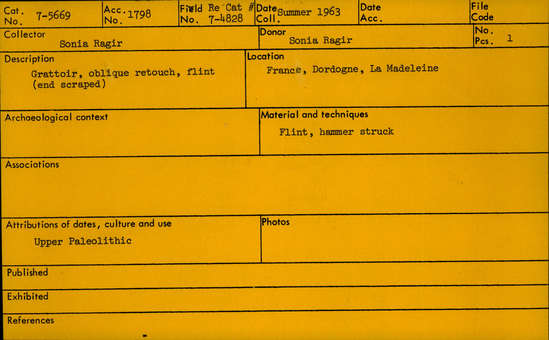 Cat. No. 7-5669 Acc. No. 1798 Field Re Cat # No. 7-4828 Date Coll. Summer 1963 Date Acc. File Code
Collector Sonia Ragir Donor Sonia Ragir No. Pcs. 1
Description Location
Grattoir, oblique retouch, flint France, Dordogne, La Madeleine
(end scraped)
Archaeological context Material and techniques
Flint, hammer struck
Associations
Attributions of dates, culture and use Photos
Upper Paleolithic
Published
Exhibited
References